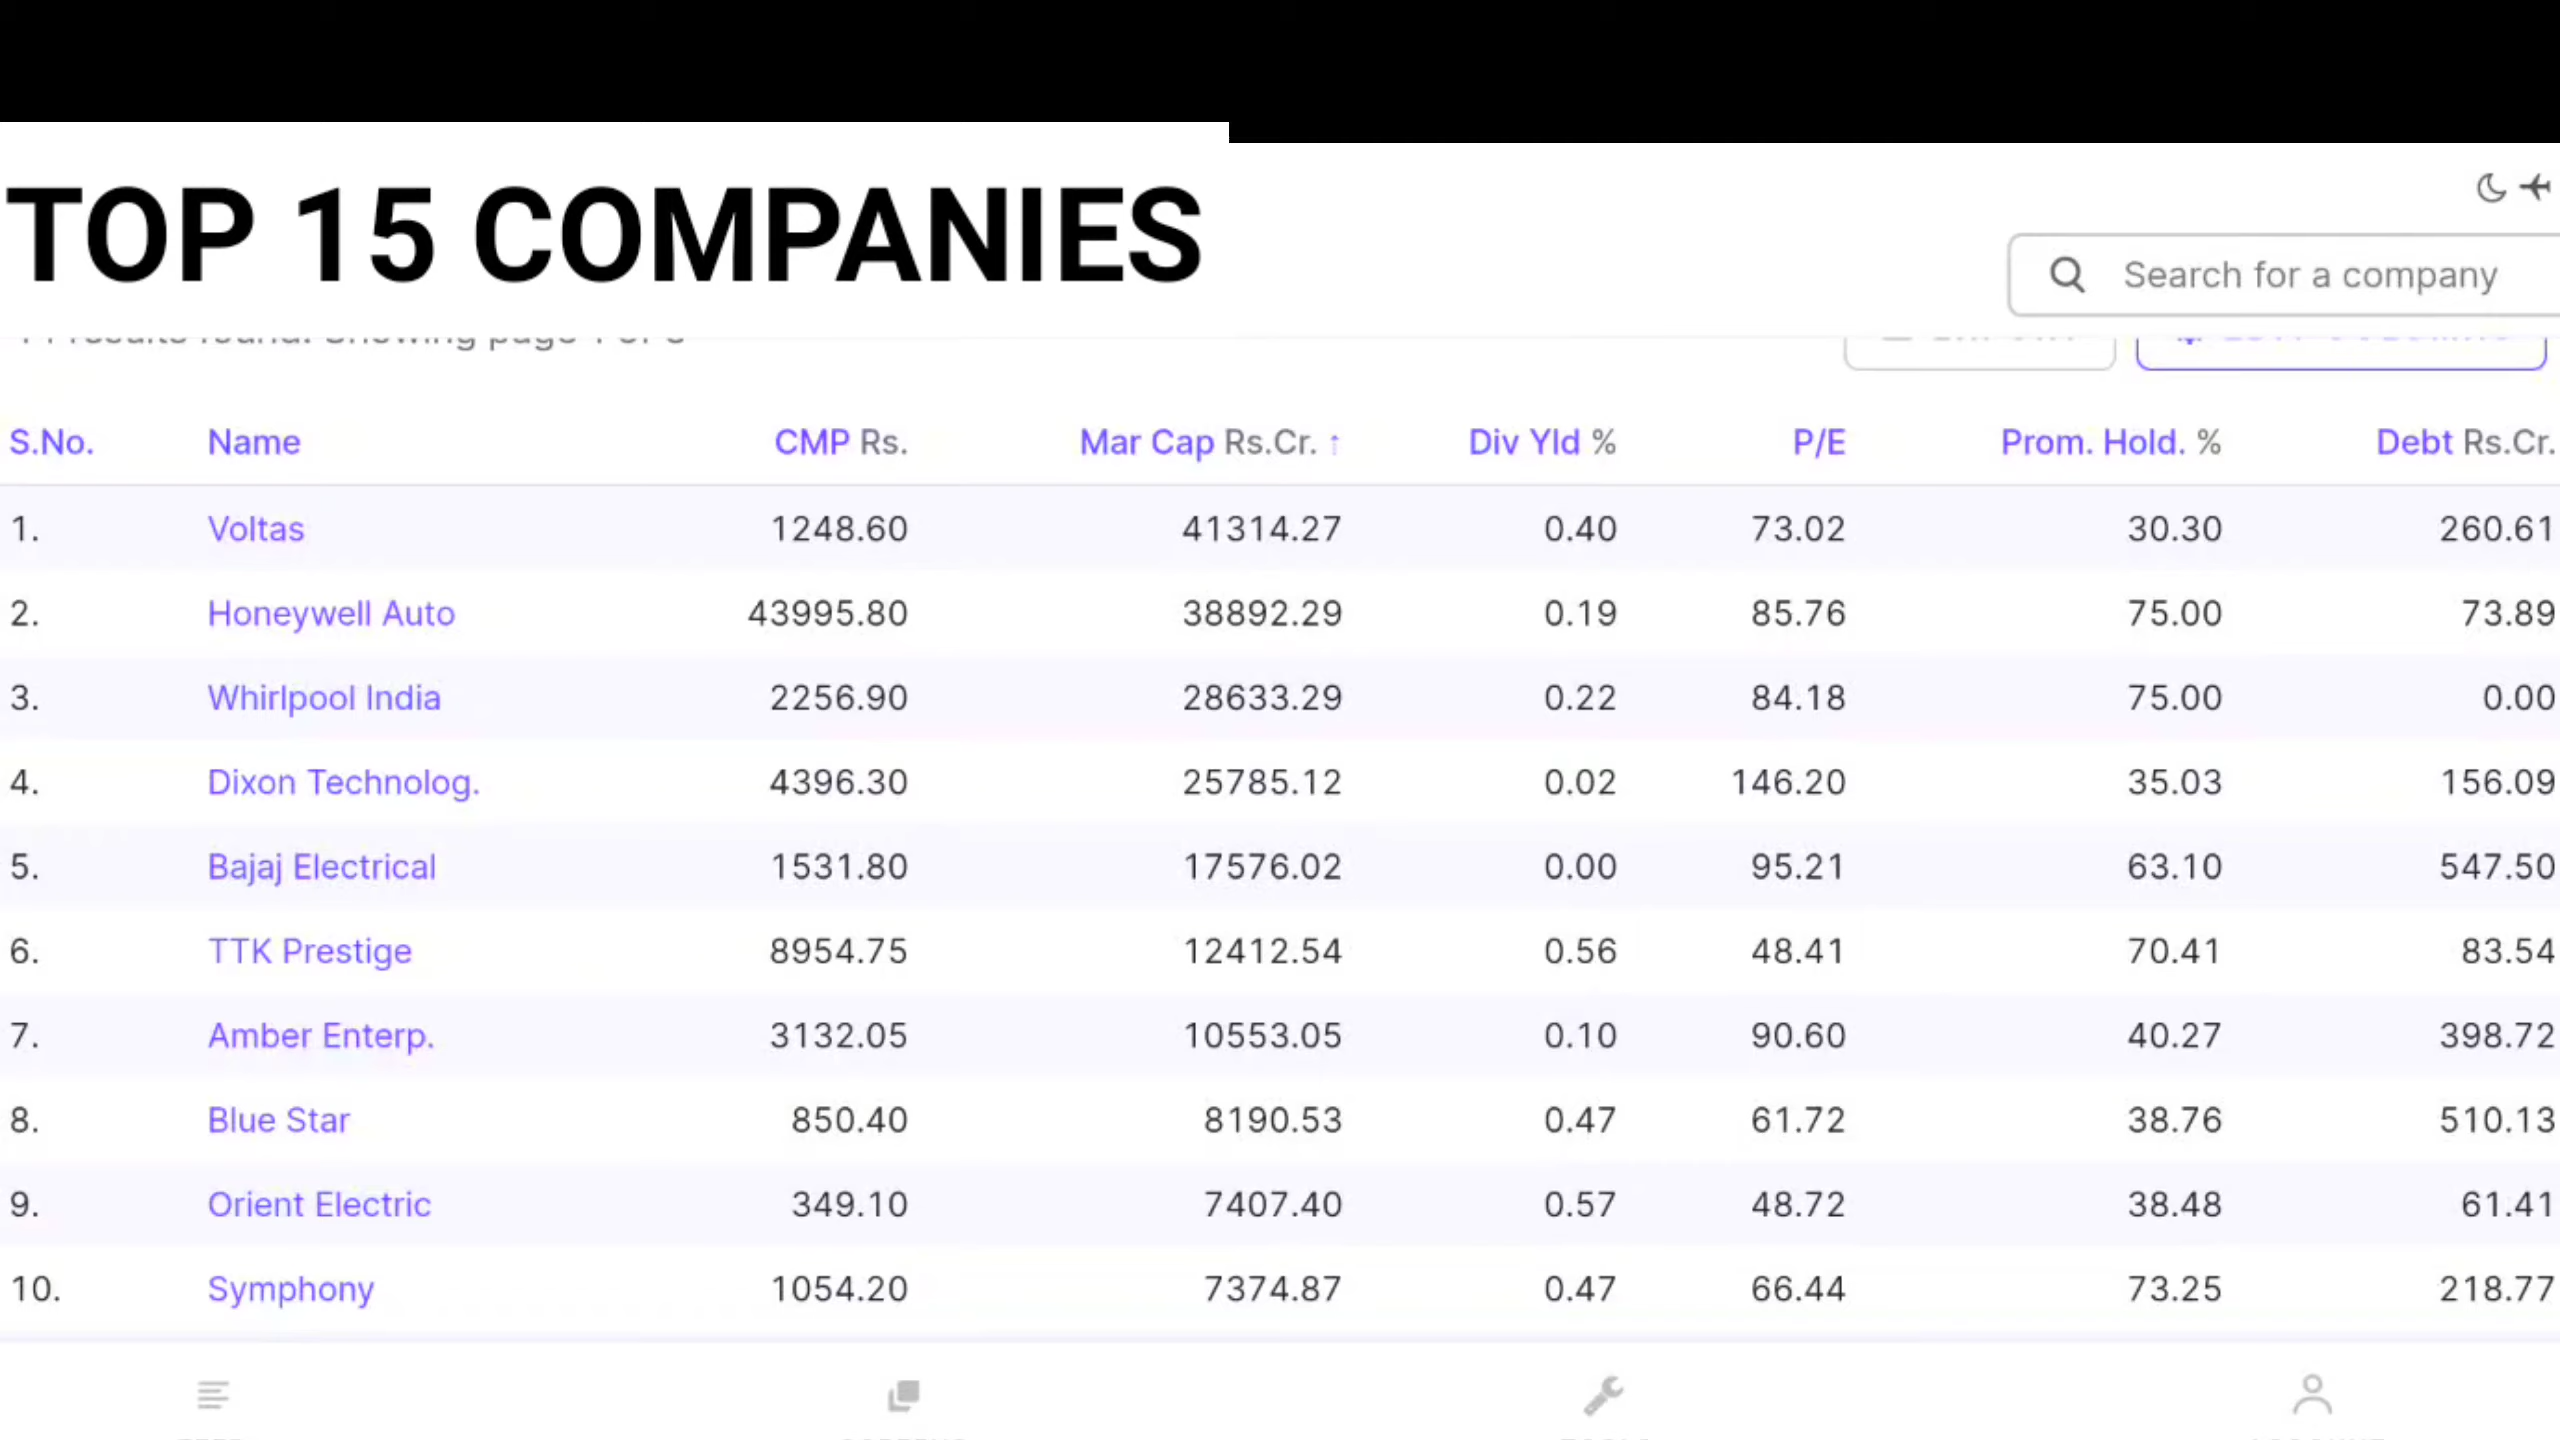 TOP 15 COMPANIES
Search for a company
results found: Showing page 1 of
S.No. Name CMP Rs. Mar Cap Rs.Cr. ↑ Div Yld % P/E Prom. Hold. % Debt Rs.Cr.
1. Voltas 1248.60 41314.27 0.40 73.02 30.30 260.61
2. Honeywell Auto 43995.80 38892.29 0.19 85.76 75.00 73.89
3. Whirlpool India 2256.90 28633.29 0.22 84.18 75.00 0.00
4. Dixon Technolog. 4396.30 25785.12 0.02 146.20 35.03 156.09
5. Bajaj Electrical 1531.80 17576.02 0.00 95.21 63.10 547.50
6. TTK Prestige 8954.75 12412.54 0.56 48.41 70.41 83.54
7. Amber Enterp. 3132.05 10553.05 0.10 90.60 40.27 398.72
8. Blue Star 850.40 8190.53 0.47 61.72 38.76 510.13
9. Orient Electric 349.10 7407.40 0.57 48.72 38.48 61.41
10. Symphony 1054.20 7374.87 0.47 66.44 73.25 218.77